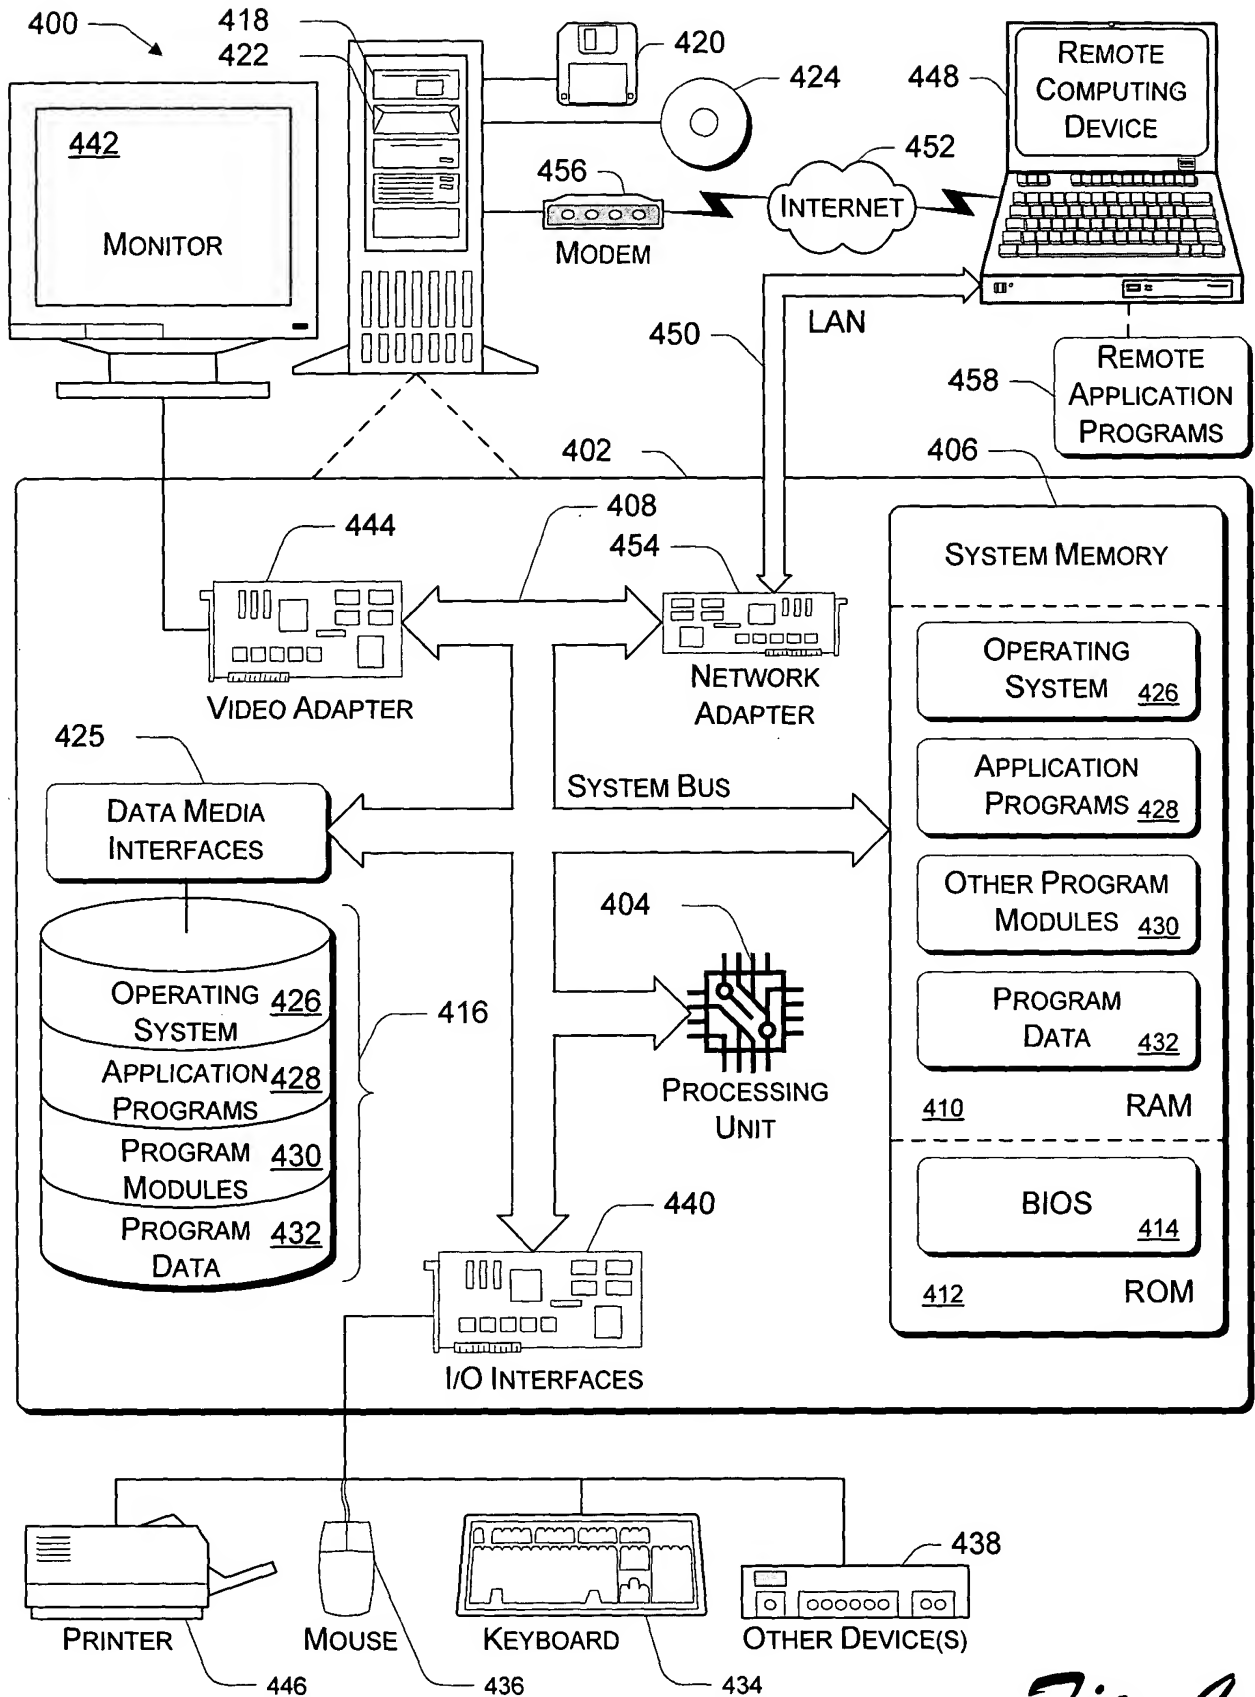 400
418
422
420
424
448
REMOTE
COMPUTING
DEVICE
442
MONITOR
456
MODEM
452
INTERNET
450
LAN
458
REMOTE
APPLICATION
PROGRAMS
402
406
408
444
454
VIDEO ADAPTER
NETWORK
ADAPTER
SYSTEM MEMORY
OPERATING
SYSTEM 426
APPLICATION
PROGRAMS 428
OTHER PROGRAM
MODULES 430
PROGRAM
DATA 432
410 RAM
BIOS
414
412 ROM
425
DATA MEDIA
INTERFACES
SYSTEM BUS
404
PROCESSING
UNIT
OPERATING 426
SYSTEM
416
APPLICATION 428
PROGRAMS
PROGRAM 430
MODULES
PROGRAM 432
DATA
440
I/O INTERFACES
438
PRINTER
MOUSE
KEYBOARD
OTHER DEVICE(S)
446
436
434